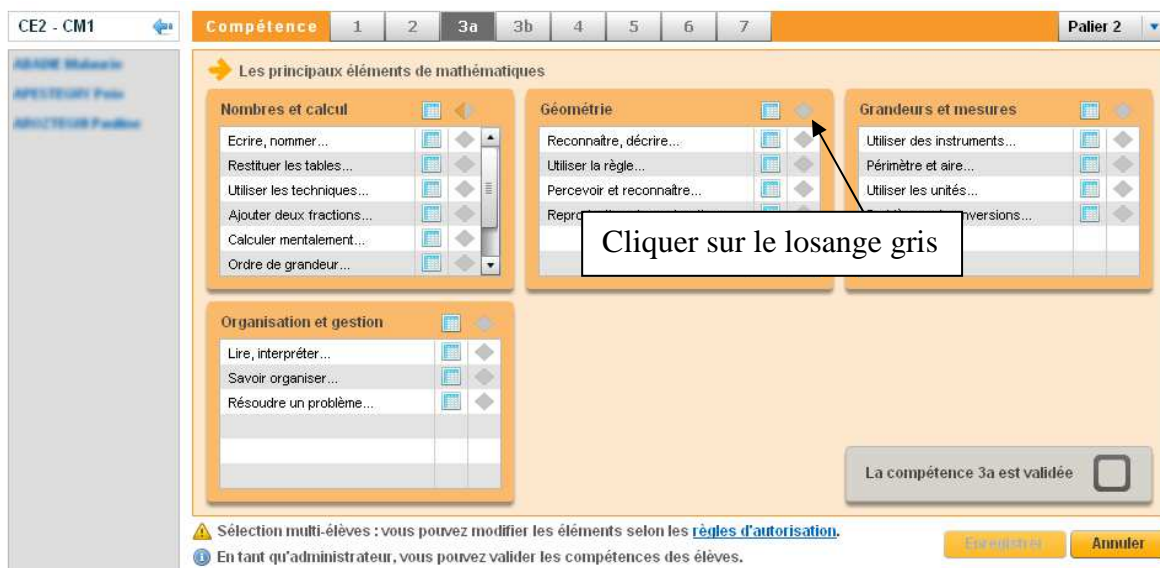 CE2 - CM1
Compétence 1 2 3a 3b 4 5 6 7 Palier 2
Les principaux éléments de mathématiques
Nombres et calcul
Ecrire, nommer...
Restituer les tables...
Utiliser les techniques...
Ajouter deux fractions...
Calculer mentalement...
Ordre de grandeur...
Géométrie
Reconnaître, décrire...
Utiliser la règle...
Percevoir et reconnaître...
Grandeurs et mesures
Utiliser des instruments...
Périmètre et aire...
Utiliser les unités...
Cliquer sur le losange gris
Organisation et gestion
Lire, interpréter...
Savoir organiser...
Résoudre un problème...
La compétence 3a est validée
Sélection multi-élèves : vous pouvez modifier les éléments selon les règles d'autorisation.
En tant qu'administrateur, vous pouvez valider les compétences des élèves.
Enregistrer
Annuler